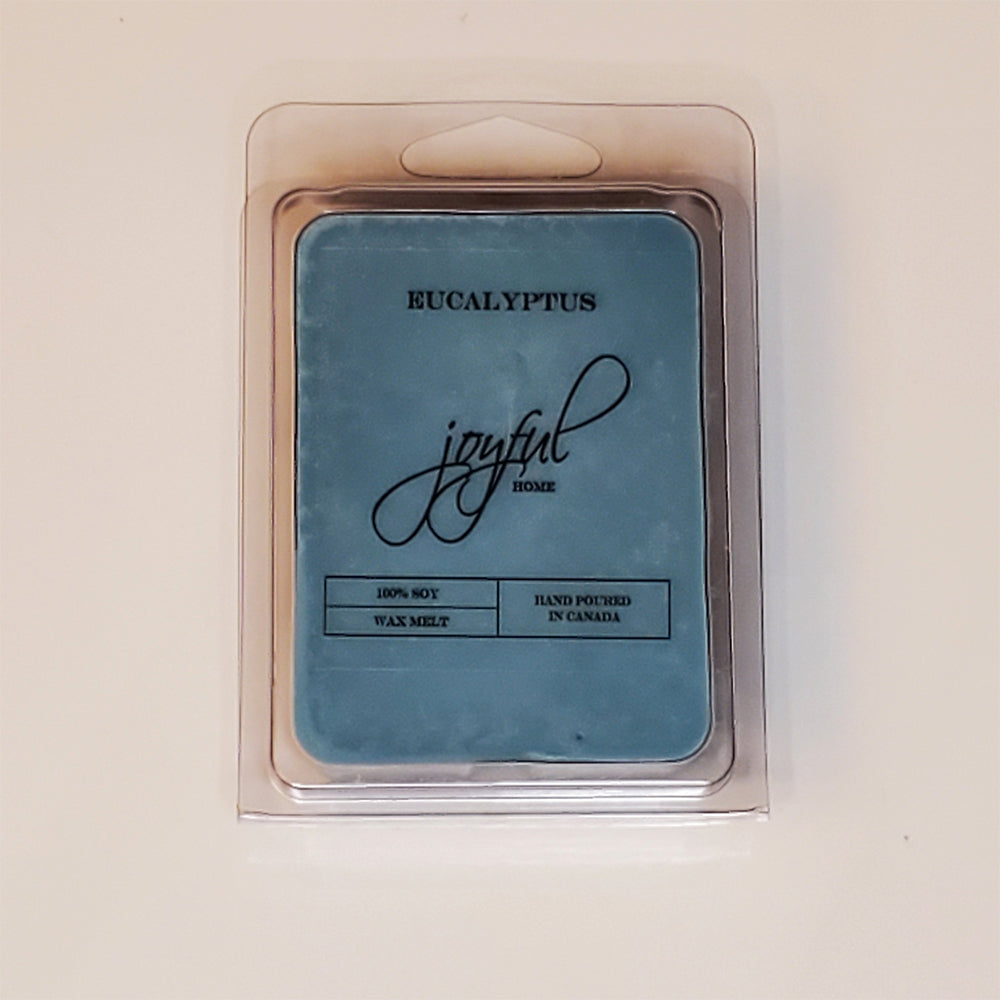 EUCALYPTUS
joyful
HOME
100% SOY
WAX MELT
HAND POURED
IN CANADA